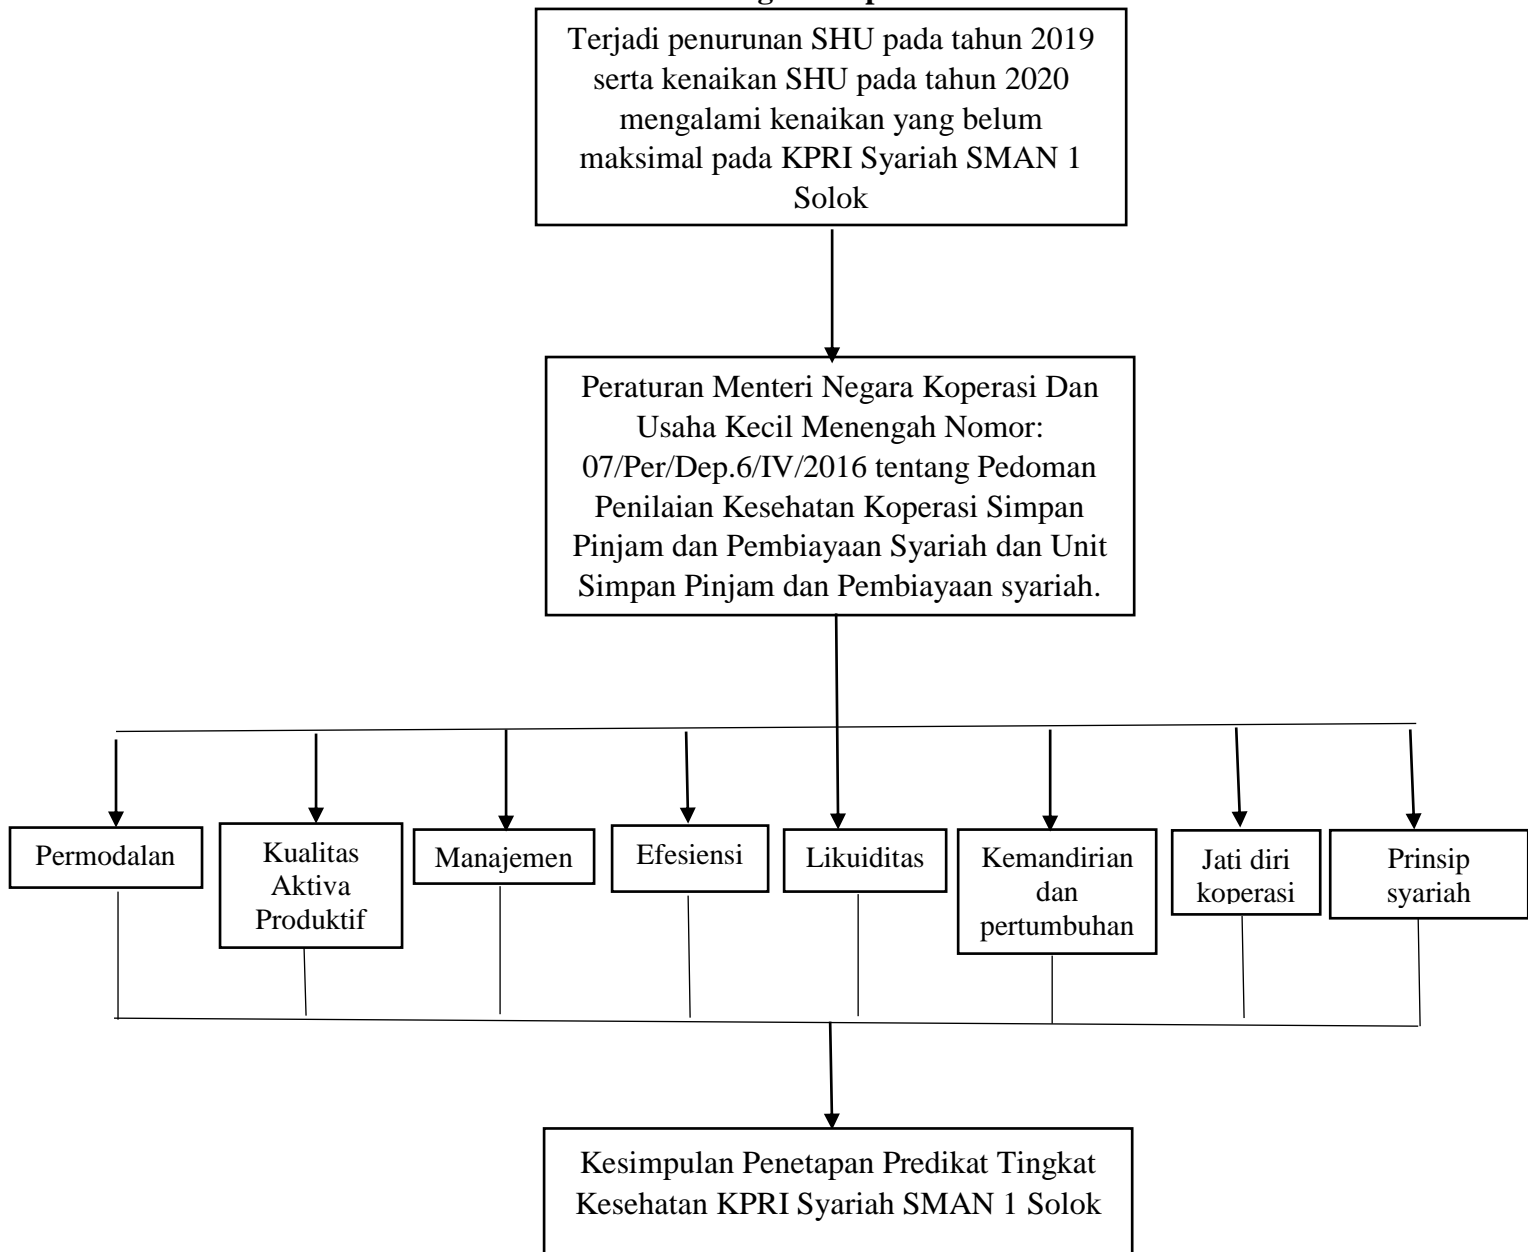 Terjadi penurunan SHU pada tahun 2019
serta kenaikan SHU pada tahun 2020
mengalami kenaikan yang belum
maksimal pada KPRI Syariah SMAN 1
Solok
Peraturan Menteri Negara Koperasi Dan
Usaha Kecil Menengah Nomor:
07/Per/Dep.6/IV/2016 tentang Pedoman
Penilaian Kesehatan Koperasi Simpan
Pinjam dan Pembiayaan Syariah dan Unit
Simpan Pinjam dan Pembiayaan syariah.
Permodalan
Kualitas
Aktiva
Produktif
Manajemen
Efesiensi
Likuiditas
Kemandirian
dan
pertumbuhan
Jati diri
koperasi
Prinsip
syariah
Kesimpulan Penetapan Predikat Tingkat
Kesehatan KPRI Syariah SMAN 1 Solok